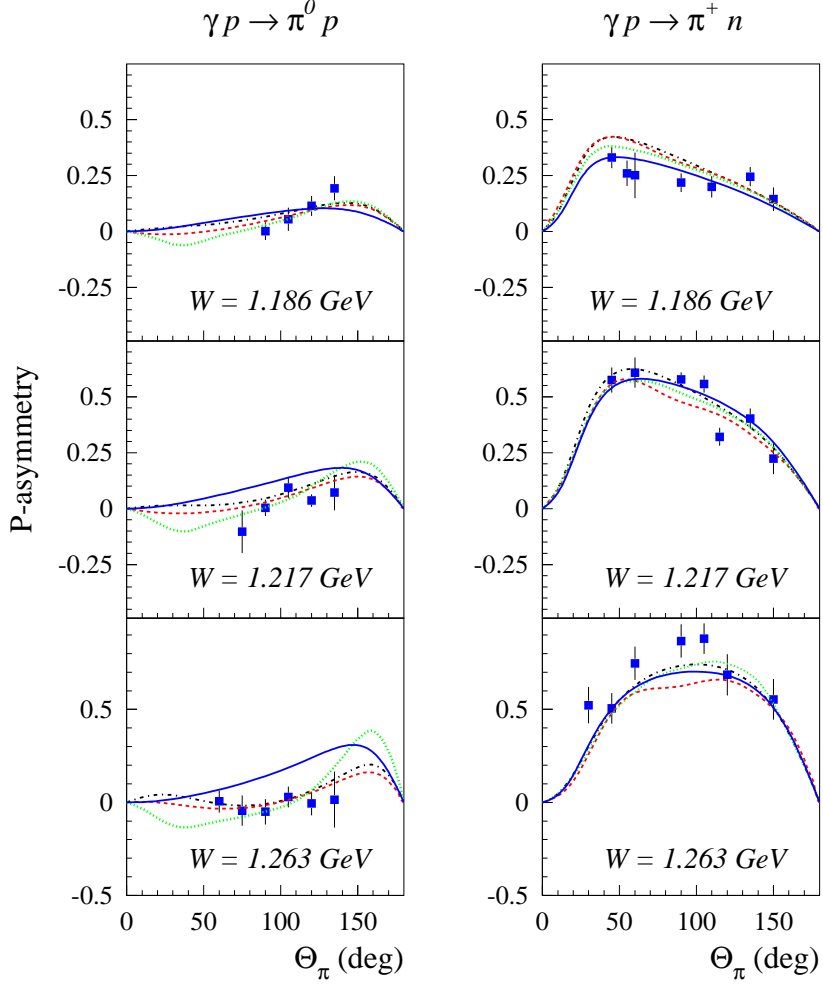 γ p → π⁰ p
γ p → π⁺ n
P-asymmetry
0.5
0.25
0
-0.25
W = 1.186 GeV
0.5
0.25
0
-0.25
W = 1.186 GeV
0.5
0.25
0
-0.25
W = 1.217 GeV
0.5
0.25
0
-0.25
W = 1.217 GeV
0.5
0
-0.5
W = 1.263 GeV
0.5
0
-0.5
W = 1.263 GeV
0 50 100 150
0 50 100 150
Θπ (deg)
Θπ (deg)